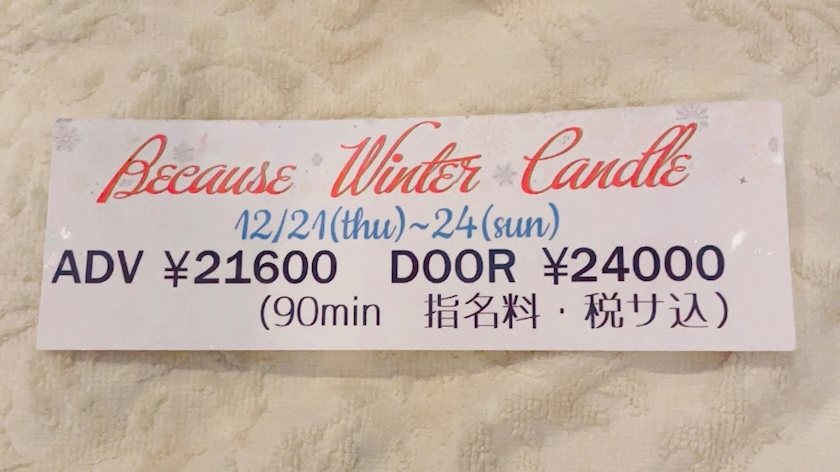 Because Winter Candle
12/21(thu)~24(sun)
ADV ¥21600 DOOR ¥24000
(90min 指名料・税サ込)